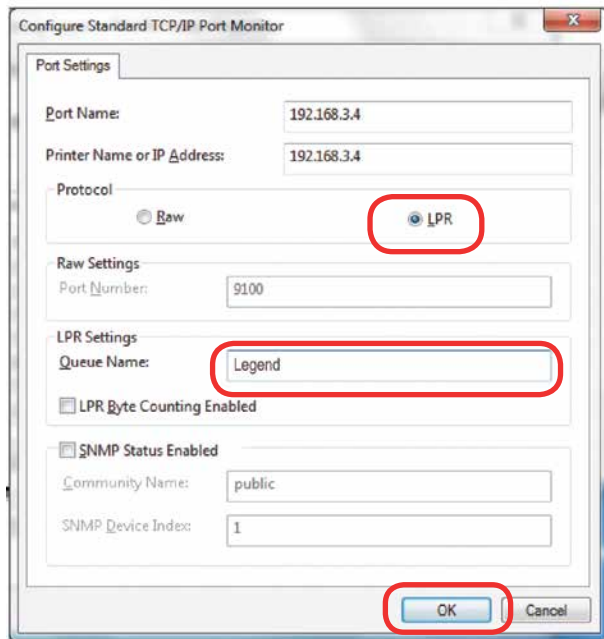 Configure Standard TCP/IP Port Monitor
Port Settings
Port Name: 192.168.3.4
Printer Name or IP Address: 192.168.3.4
Protocol
Raw LPR
Raw Settings
Port Number: 9100
LPR Settings
Queue Name: Legend
LPR Byte Counting Enabled
SNMP Status Enabled
Community Name: public
SNMP Device Index: 1
OK Cancel